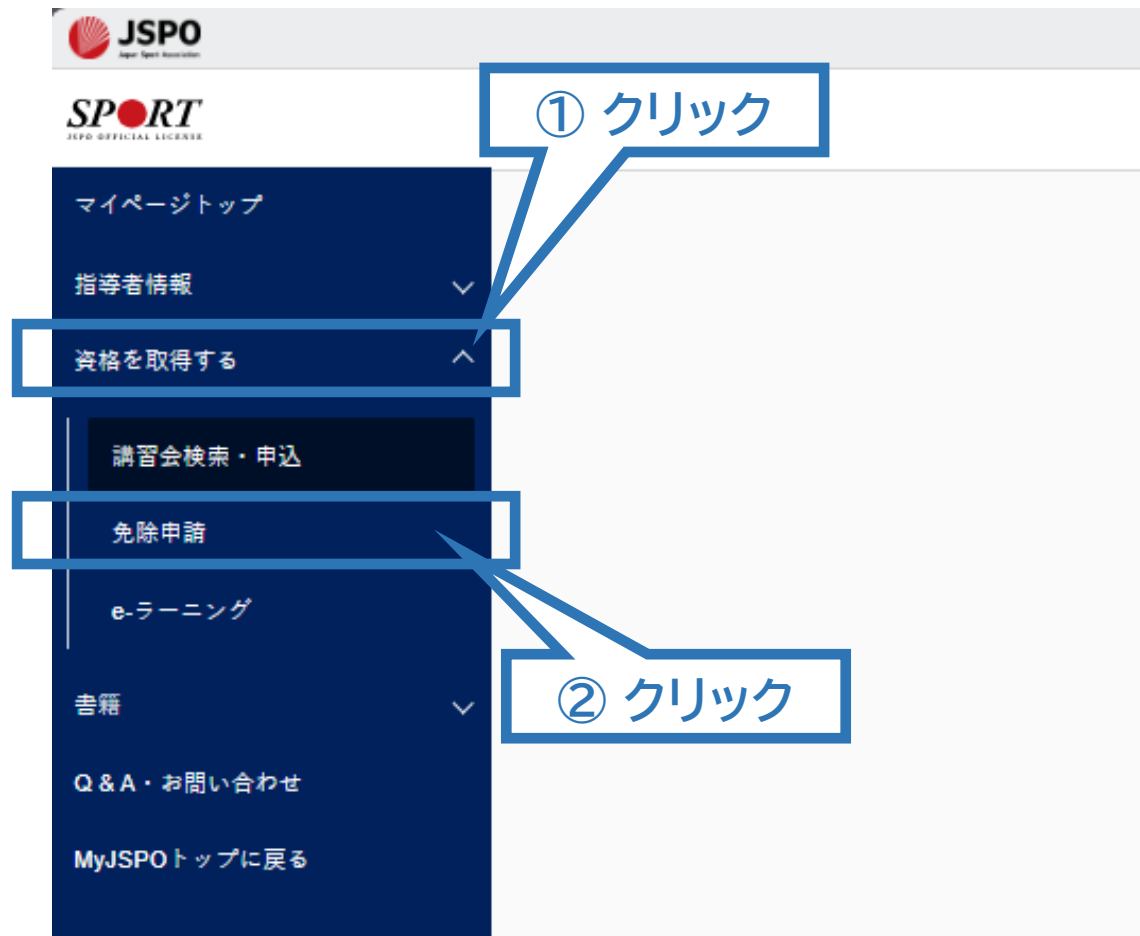 JSPO
Japan Sport Association
SPORT
JSPO OFFICIAL LICENSE
① クリック
マイページトップ
指導者情報
資格を取得する
講習会検索・申込
免除申請
e-ラーニング
② クリック
書籍
Q & A・お問い合わせ
MyJSPOトップに戻る